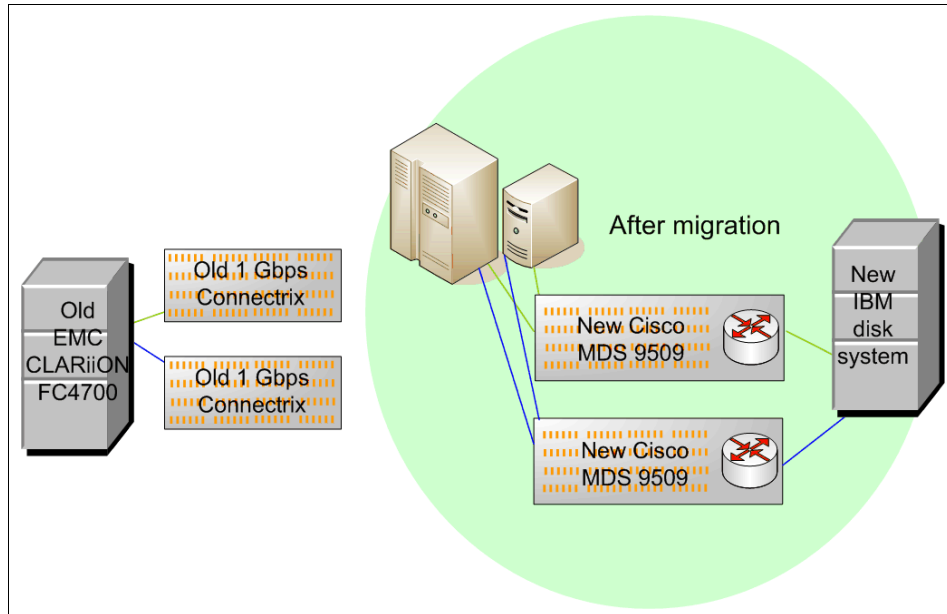 Old
EMC
CLARiiON
FC4700
Old 1 Gbps
Connectrix
Old 1 Gbps
Connectrix
After migration
New Cisco
MDS 9509
New Cisco
MDS 9509
New
IBM
disk
system